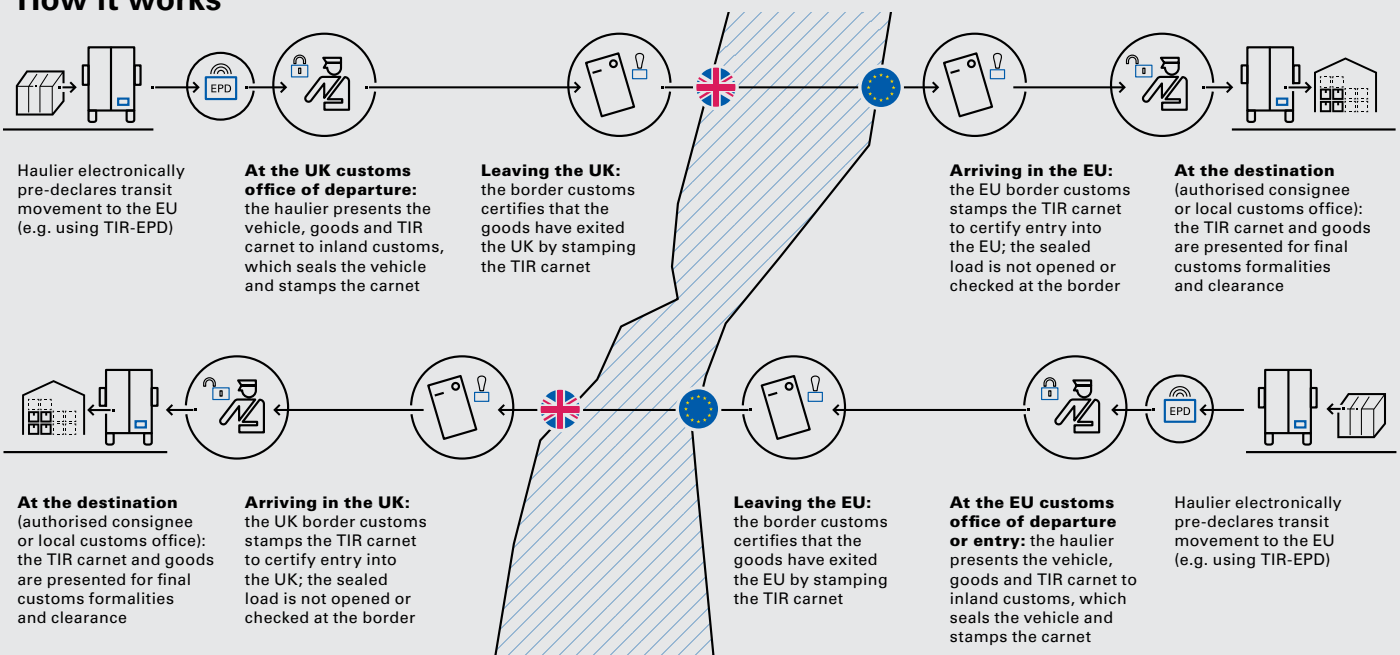 How it works
EPD
Haulier electronically
pre-declares transit
movement to the EU
(e.g. using TIR-EPD)
At the UK customs
office of departure:
the haulier presents the
vehicle, goods and TIR
carnet to inland customs,
which seals the vehicle
and stamps the carnet
Leaving the UK:
the border customs
certifies that the
goods have exited
the UK by stamping
the TIR carnet
Arriving in the EU:
the EU border customs
stamps the TIR carnet
to certify entry into
the EU; the sealed
load is not opened or
checked at the border
At the destination
(authorised consignee
or local customs office):
the TIR carnet and goods
are presented for final
customs formalities
and clearance
EPD
At the destination
(authorised consignee
or local customs office):
the TIR carnet and goods
are presented for final
customs formalities
and clearance
Arriving in the UK:
the UK border customs
stamps the TIR carnet
to certify entry into
the UK; the sealed
load is not opened or
checked at the border
Leaving the EU:
the border customs
certifies that the
goods have exited
the EU by stamping
the TIR carnet
At the EU customs
office of departure
or entry: the haulier
presents the vehicle,
goods and TIR carnet to
inland customs, which
seals the vehicle and
stamps the carnet
Haulier electronically
pre-declares transit
movement to the EU
(e.g. using TIR-EPD)